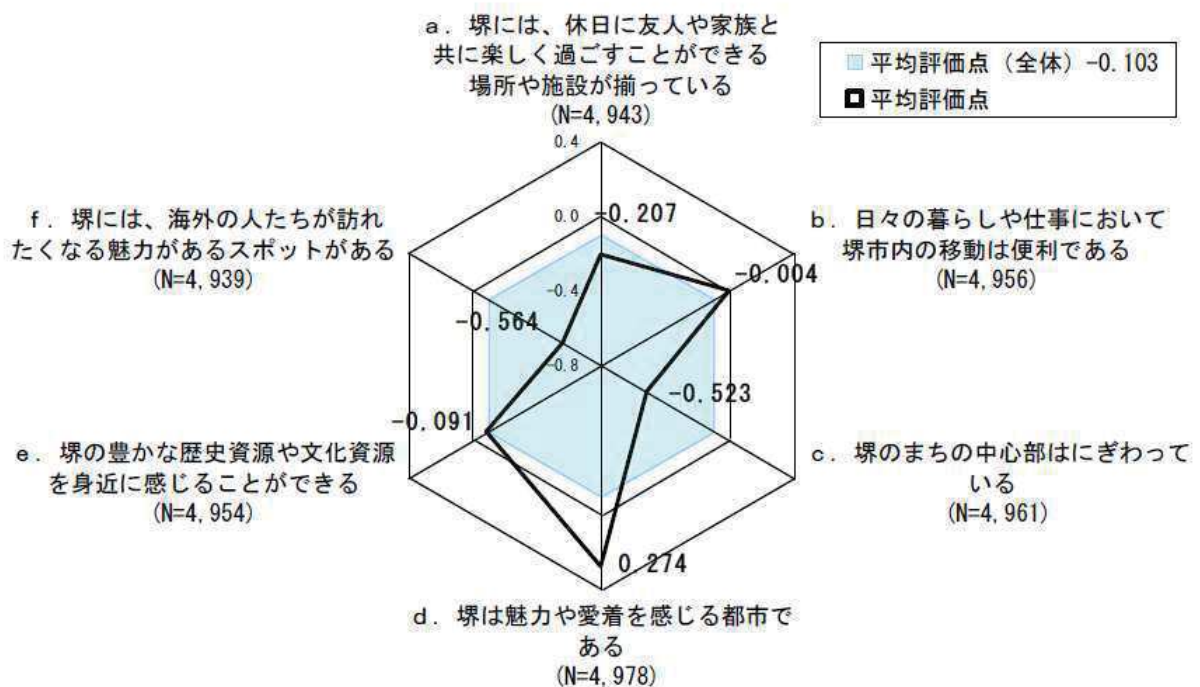 a．堺には、休日に友人や家族と
共に楽しく過ごすことができる
場所や施設が揃っている
(N=4,943)
平均評価点（全体）-0.103
平均評価点
0.4
0.0
-0.4
-0.8
-0.207
-0.004
-0.523
0.274
-0.091
-0.564
b．日々の暮らしや仕事において
堺市内の移動は便利である
(N=4,956)
c．堺のまちの中心部はにぎわって
いる
(N=4,961)
d．堺は魅力や愛着を感じる都市で
ある
(N=4,978)
e．堺の豊かな歴史資源や文化資源
を身近に感じることができる
(N=4,954)
f．堺には、海外の人たちが訪れ
たくなる魅力があるスポットがある
(N=4,939)